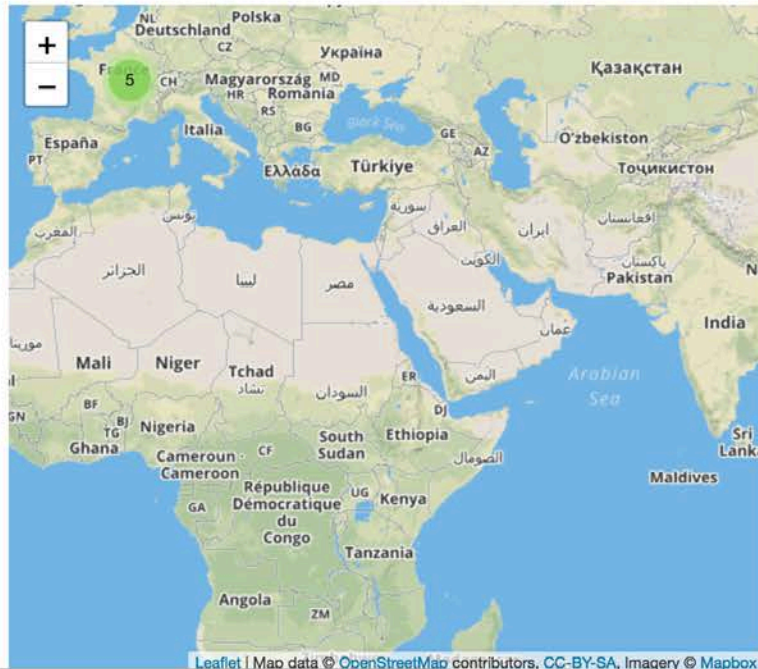 NL
Polska
Deutschland
+
CZ
Україна
France
5
CH
Magyarország
MD
Қазақстан
−
HR
Romania
RS
Black Sea
Italia
BG
GE
O'zbekiston
España
PT
AZ
Ελλάδα
Türkiye
Тоҷикистон
تونس
سورية
المغرب
العراق
ایران
افغانستان
الكويت
پاکستان
Pakistan
الجزائر
ليبيا
مصر
السعودية
India
عمان
Mali
Niger
Tchad
تشاد
السودان
ER
اليمن
Arabian
Sea
DJ
BF
GN
BJ
TG
Nigeria
Ghana
South
Sudan
Ethiopia
Sri
Lanka
Cameroun -
Cameroon
CF
الصومال
Maldives
République
Démocratique
du
Congo
UG
Kenya
GA
Tanzania
Angola
ZM
Leaflet | Map data © OpenStreetMap contributors, CC-BY-SA, Imagery © Mapbox